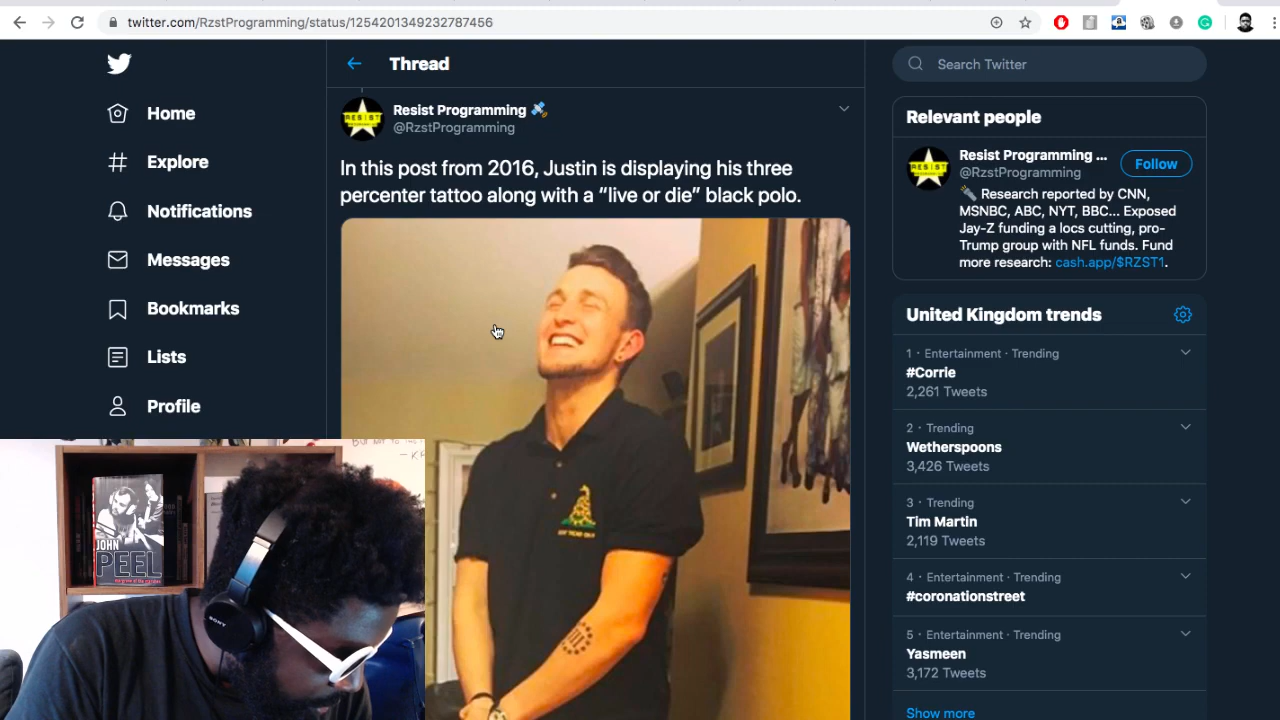 twitter.com/RzstProgramming/status/1254201349232787456
Thread
Search Twitter
Home
Explore
Notifications
Messages
Bookmarks
Lists
Profile
RESIST
Resist Programming
@RzstProgramming
In this post from 2016, Justin is displaying his three
percenter tattoo along with a “live or die” black polo.
III
Relevant people
RESIST
Resist Programming ...
@RzstProgramming
Follow
Research reported by CNN,
MSNBC, ABC, NYT, BBC... Exposed
Jay-Z funding a locs cutting, pro-
Trump group with NFL funds. Fund
more research: cash.app/$RZST1.
United Kingdom trends
1 · Entertainment · Trending
#Corrie
2,261 Tweets
2 · Trending
Wetherspoons
3,426 Tweets
3 · Trending
Tim Martin
2,119 Tweets
4 · Entertainment · Trending
#coronationstreet
5 · Entertainment · Trending
Yasmeen
3,172 Tweets
Show more
JOHN
PEEL
SONY